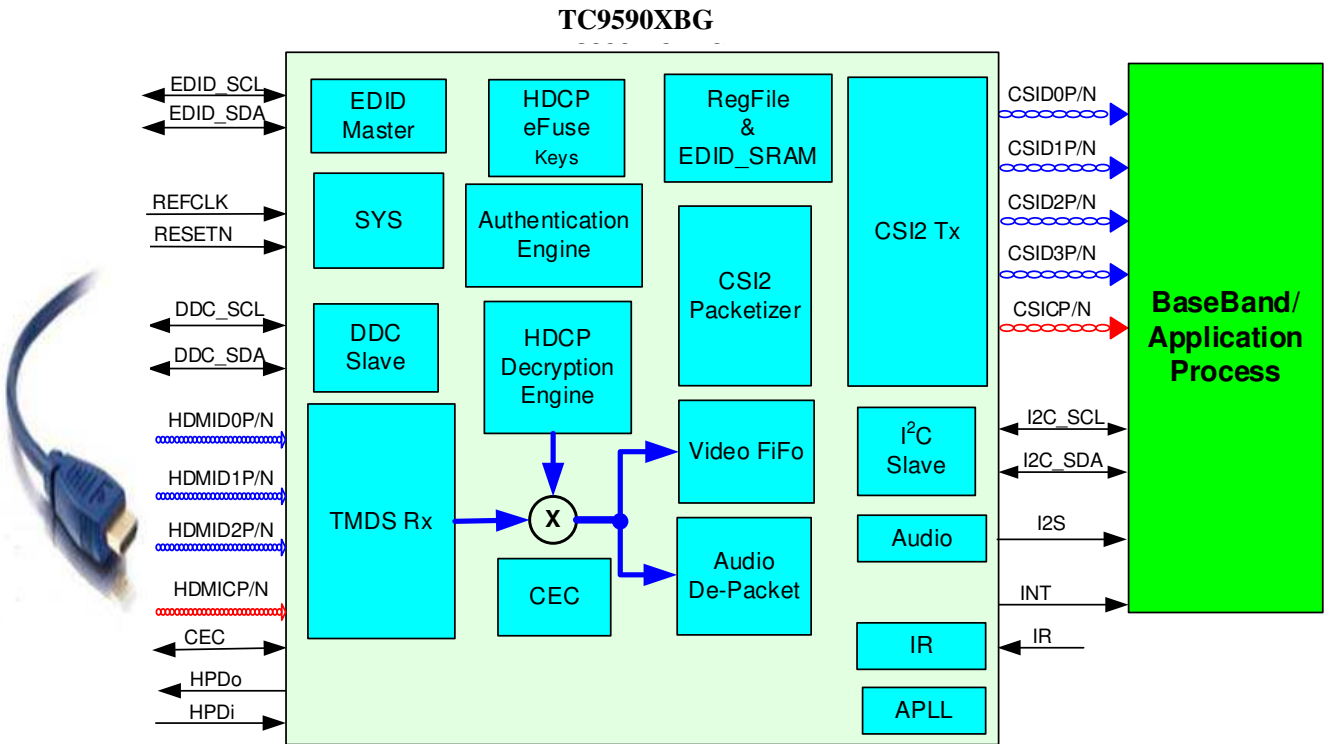 TC9590XBG
EDID_SCL
EDID_SDA
REFCLK
RESETN
DDC_SCL
DDC_SDA
HDMID0P/N
HDMID1P/N
HDMID2P/N
HDMICP/N
CEC
HPDo
HPDi
EDID
Master
HDCP
eFuse
Keys
RegFile
&
EDID_SRAM
SYS
Authentication
Engine
CSI2 Tx
CSI2
Packetizer
DDC
Slave
HDCP
Decryption
Engine
TMDS Rx
X
Video FiFo
I²C
Slave
Audio
CEC
Audio
De-Packet
IR
APLL
CSID0P/N
CSID1P/N
CSID2P/N
CSID3P/N
CSICP/N
I2C_SCL
I2C_SDA
I2S
INT
IR
BaseBand/
Application
Process